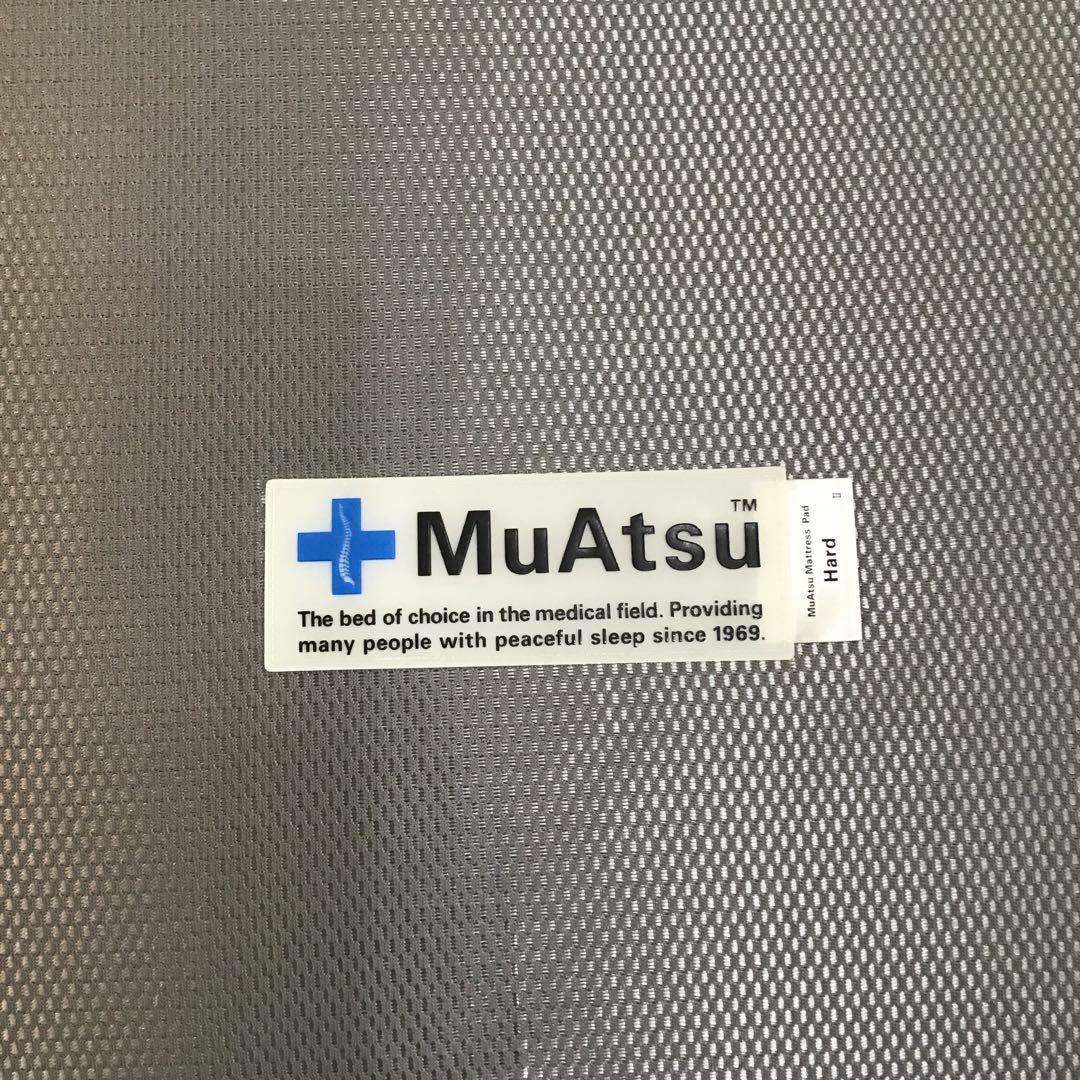 MuAtsu™
The bed of choice in the medical field. Providing
many people with peaceful sleep since 1969.
MuAtsu Mattress Pad
Hard
II